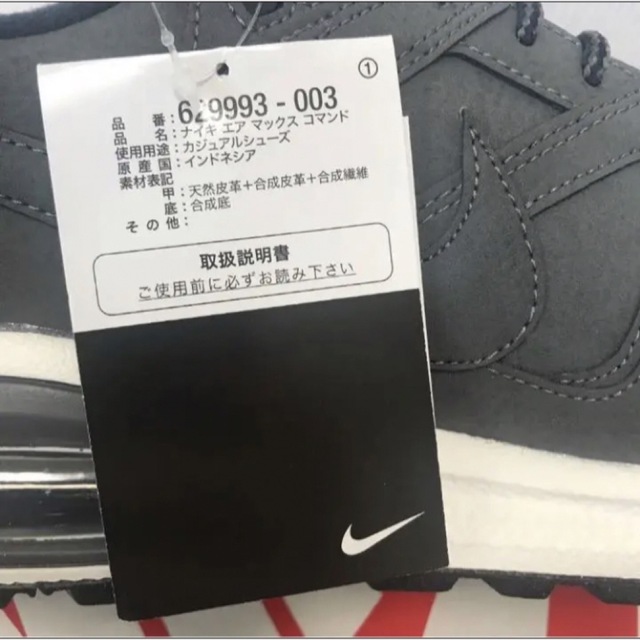 ①
品番：629993-003
品名：ナイキ エア マックス コマンド
使用用途：カジュアルシューズ
原産国：インドネシア
素材表記
甲：天然皮革＋合成皮革＋合成繊維
底：合成底
その他：
取扱説明書
ご使用前に必ずお読み下さい